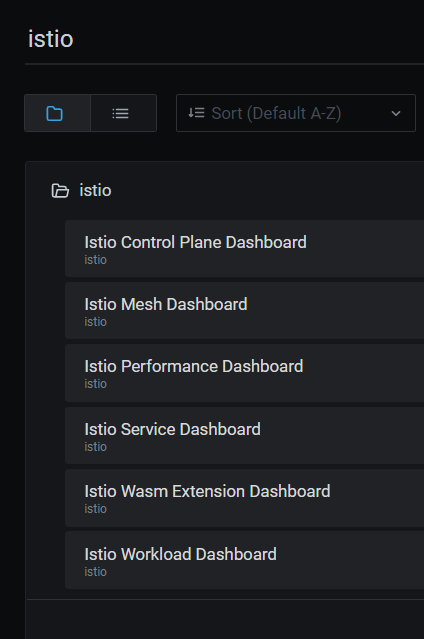 istio
Sort (Default A-Z)
istio
Istio Control Plane Dashboard
istio
Istio Mesh Dashboard
istio
Istio Performance Dashboard
istio
Istio Service Dashboard
istio
Istio Wasm Extension Dashboard
istio
Istio Workload Dashboard
istio